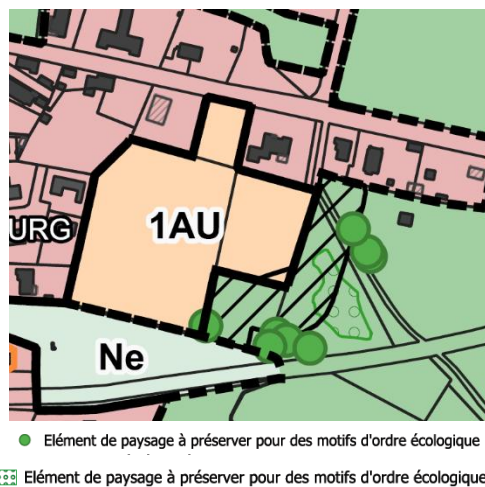 1AU
URG
Ne
Elément de paysage à préserver pour des motifs d'ordre écologique
Elément de paysage à préserver pour des motifs d'ordre écologique